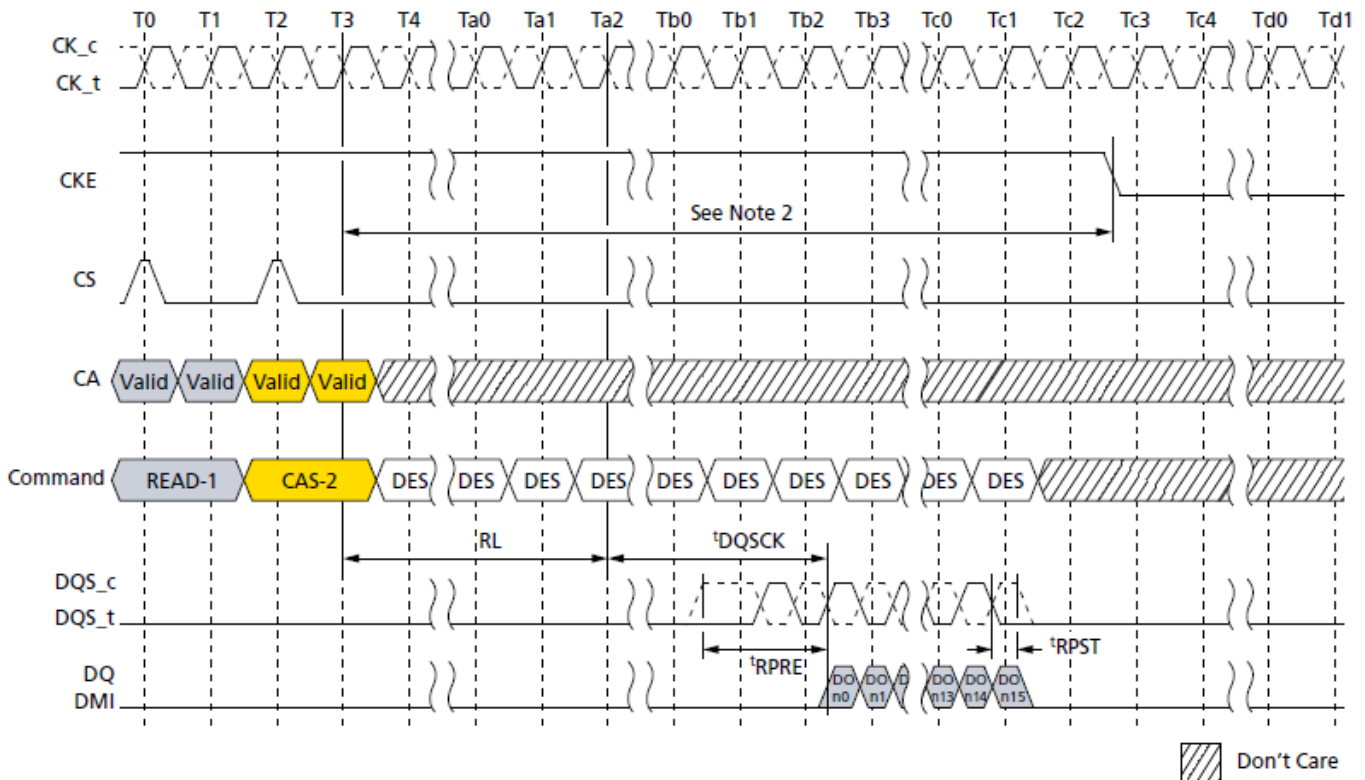 T0 T1 T2 T3 T4 Ta0 Ta1 Ta2 Tb0 Tb1 Tb2 Tb3 Tc0 Tc1 Tc2 Tc3 Tc4 Td0 Td1
CK_c
CK_t
CKE
See Note 2
CS
CA Valid Valid Valid Valid
Command READ-1 CAS-2 DES DES DES DES DES DES DES DES DES DES
RL tDQSCK
DQS_c
DQS_t
tRPRE tRPST
DQ
DMI
DO n0 DO n1 D DO n13 DO n14 DO n15
Don't Care